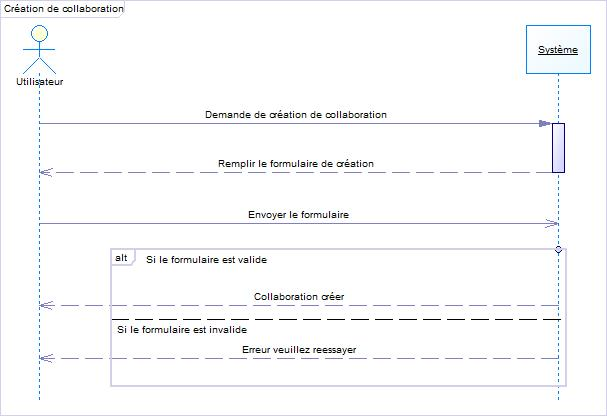 Création de collaboration
Utilisateur
Système
Demande de création de collaboration
Remplir le formulaire de création
Envoyer le formulaire
alt
Si le formulaire est valide
Collaboration créer
Si le formulaire est invalide
Erreur veuillez reessayer